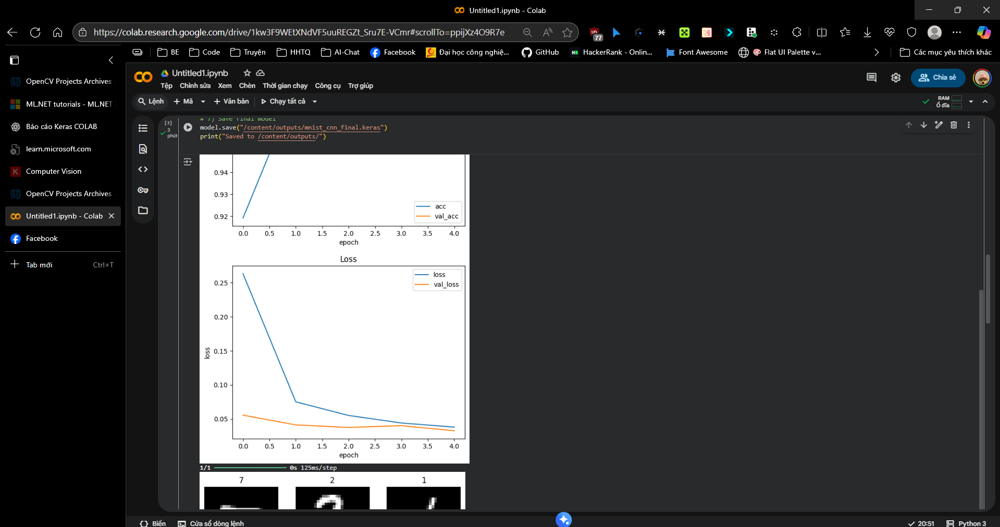 Untitled1.ipynb - Colab
https://colab.research.google.com/drive/1kw3F9WEtXNdVF5uuREGZt_Sru7E-VCmr#scrollTo=ppijXz4O9R7e
77
BE
Code
Truyện
HHTQ
AI-Chat
Facebook
Đại học công nghiệ...
GitHub
HackerRank - Onlin...
Font Awesome
Flat UI Palette v...
Các mục yêu thích khác
OpenCV Projects Archives
ML.NET tutorials - ML.NET
Báo cáo Keras COLAB
learn.microsoft.com
Computer Vision
OpenCV Projects Archives
Untitled1.ipynb - Colab
Facebook
Tab mới Ctrl+T
Untitled1.ipynb
Tệp Chỉnh sửa Xem Chèn Thời gian chạy Công cụ Trợ giúp
Chia sẻ
Lệnh + Mã + Văn bản Chạy tất cả
RAM
Ổ đĩa
[3]
3
phút
# 7) Save final model
model.save("/content/outputs/mnist_cnn_final.keras")
print("Saved to /content/outputs/")
0.94
0.93
0.92
acc
val_acc
0.0 0.5 1.0 1.5 2.0 2.5 3.0 3.5 4.0
epoch
Loss
loss
val_loss
0.25
0.20
0.15
0.10
0.05
loss
0.0 0.5 1.0 1.5 2.0 2.5 3.0 3.5 4.0
epoch
1/1 0s 125ms/step
7 2 1
Biến
Cửa sổ dòng lệnh
20:51
Python 3